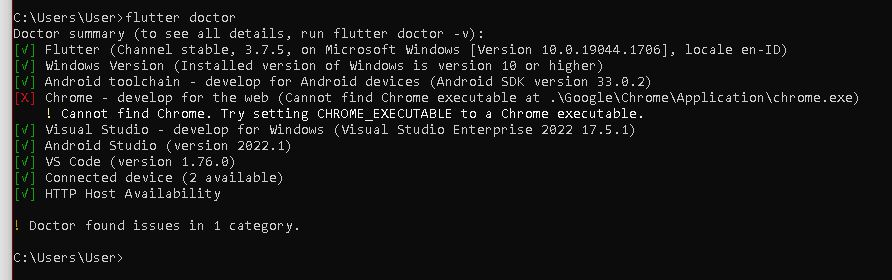 C:\Users\User>flutter doctor
Doctor summary (to see all details, run flutter doctor -v):
[√] Flutter (Channel stable, 3.7.5, on Microsoft Windows [Version 10.0.19044.1706], locale en-ID)
[√] Windows Version (Installed version of Windows is version 10 or higher)
[√] Android toolchain - develop for Android devices (Android SDK version 33.0.2)
[X] Chrome - develop for the web (Cannot find Chrome executable at .\Google\Chrome\Application\chrome.exe)
! Cannot find Chrome. Try setting CHROME_EXECUTABLE to a Chrome executable.
[√] Visual Studio - develop for Windows (Visual Studio Enterprise 2022 17.5.1)
[√] Android Studio (version 2022.1)
[√] VS Code (version 1.76.0)
[√] Connected device (2 available)
[√] HTTP Host Availability
! Doctor found issues in 1 category.
C:\Users\User>